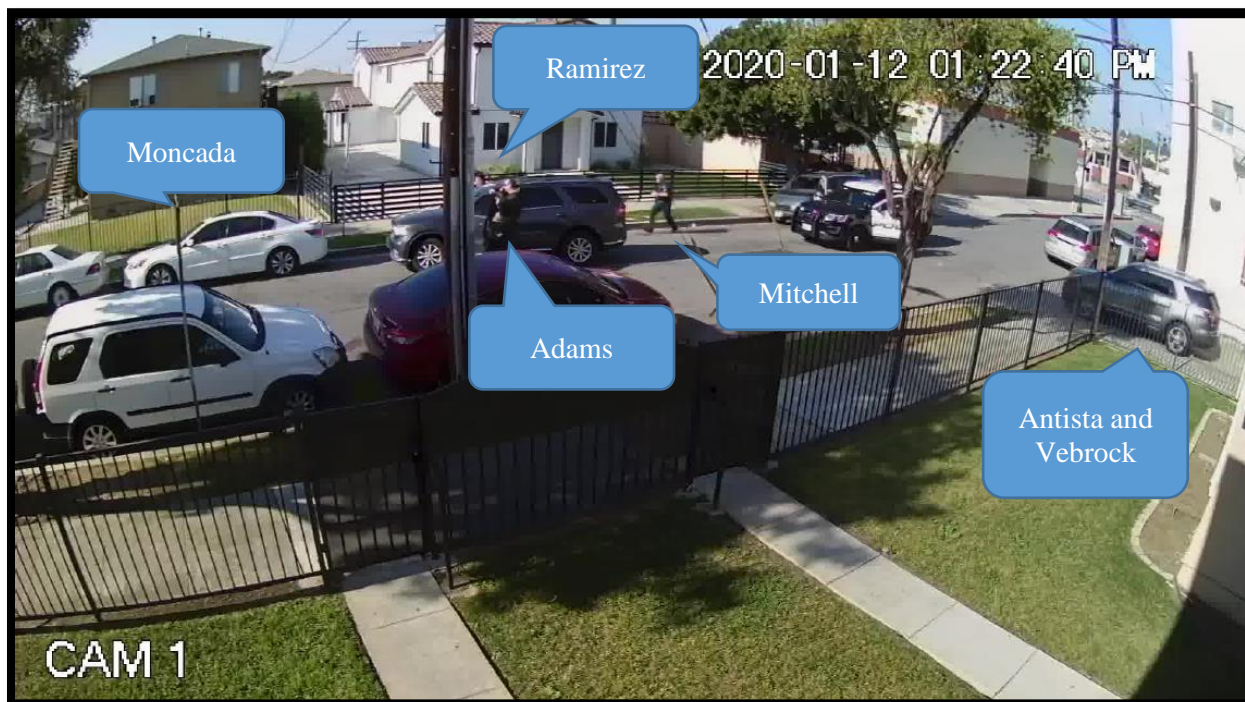 Ramirez
2020-01-12 01:22:40 PM
Moncada
Mitchell
Adams
Antista and
Vebrock
CAM 1